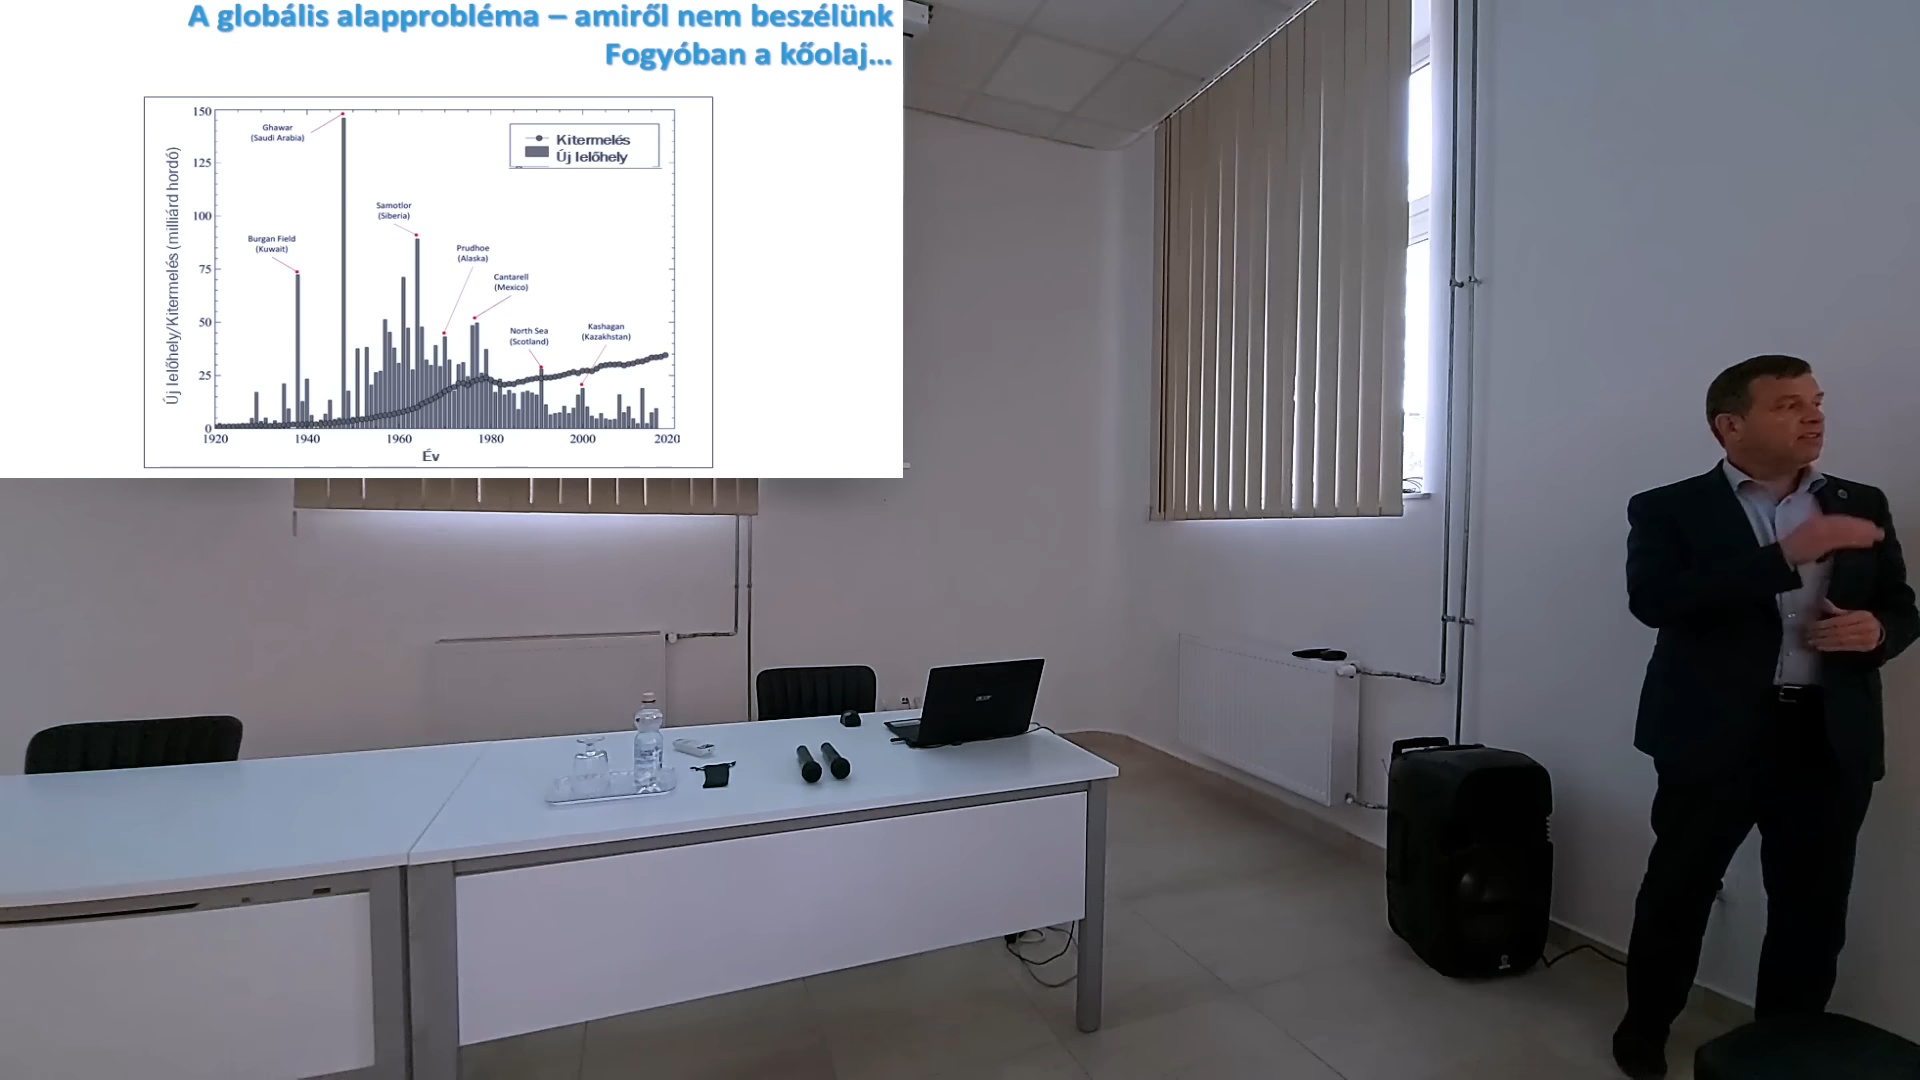 A globális alapprobléma – amiről nem beszélünk
Fogyóban a kőolaj...
Új lelőhely/Kitermelés (milliárd hordó)
150
125
100
75
50
25
0
Ghawar
(Saudi Arabia)
Kitermelés
Új lelőhely
Samotlor
(Siberia)
Burgan Field
(Kuwait)
Prudhoe
(Alaska)
Cantarell
(Mexico)
North Sea
(Scotland)
Kashagan
(Kazakhstan)
1920
1940
1960
1980
2000
2020
Év
acer